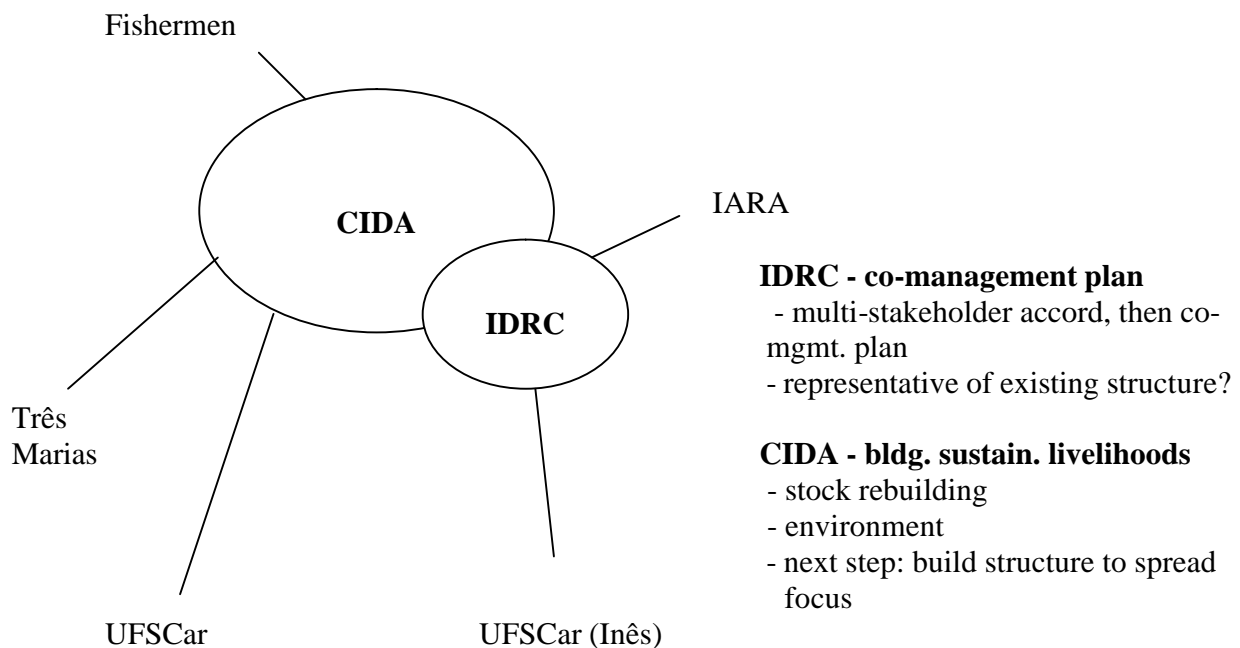 Fishermen
CIDA
IARA
IDRC
Três
Marias
UFSCar
UFSCar (Inês)
IDRC - co-management plan
- multi-stakeholder accord, then co-
mgmt. plan
- representative of existing structure?
CIDA - bldg. sustain. livelihoods
- stock rebuilding
- environment
- next step: build structure to spread
focus